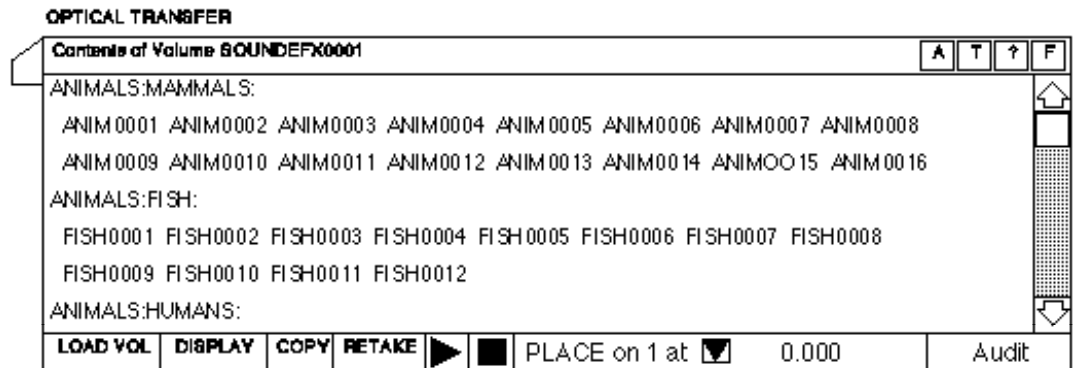 OPTICAL TRANSFER
Contents of Volume SOUNDEFX0001 A T ? F
ANIMALS:MAMMALS:
ANIM0001 ANIM0002 ANIM0003 ANIM0004 ANIM0005 ANIM0006 ANIM0007 ANIM0008
ANIM0009 ANIM0010 ANIM0011 ANIM0012 ANIM0013 ANIM0014 ANIMOO15 ANIM0016
ANIMALS:FISH:
FISH0001 FISH0002 FISH0003 FISH0004 FISH0005 FISH0006 FISH0007 FISH0008
FISH0009 FISH0010 FISH0011 FISH0012
ANIMALS:HUMANS:
LOAD VOL DISPLAY COPY RETAKE PLACE on 1 at 0.000 Audit